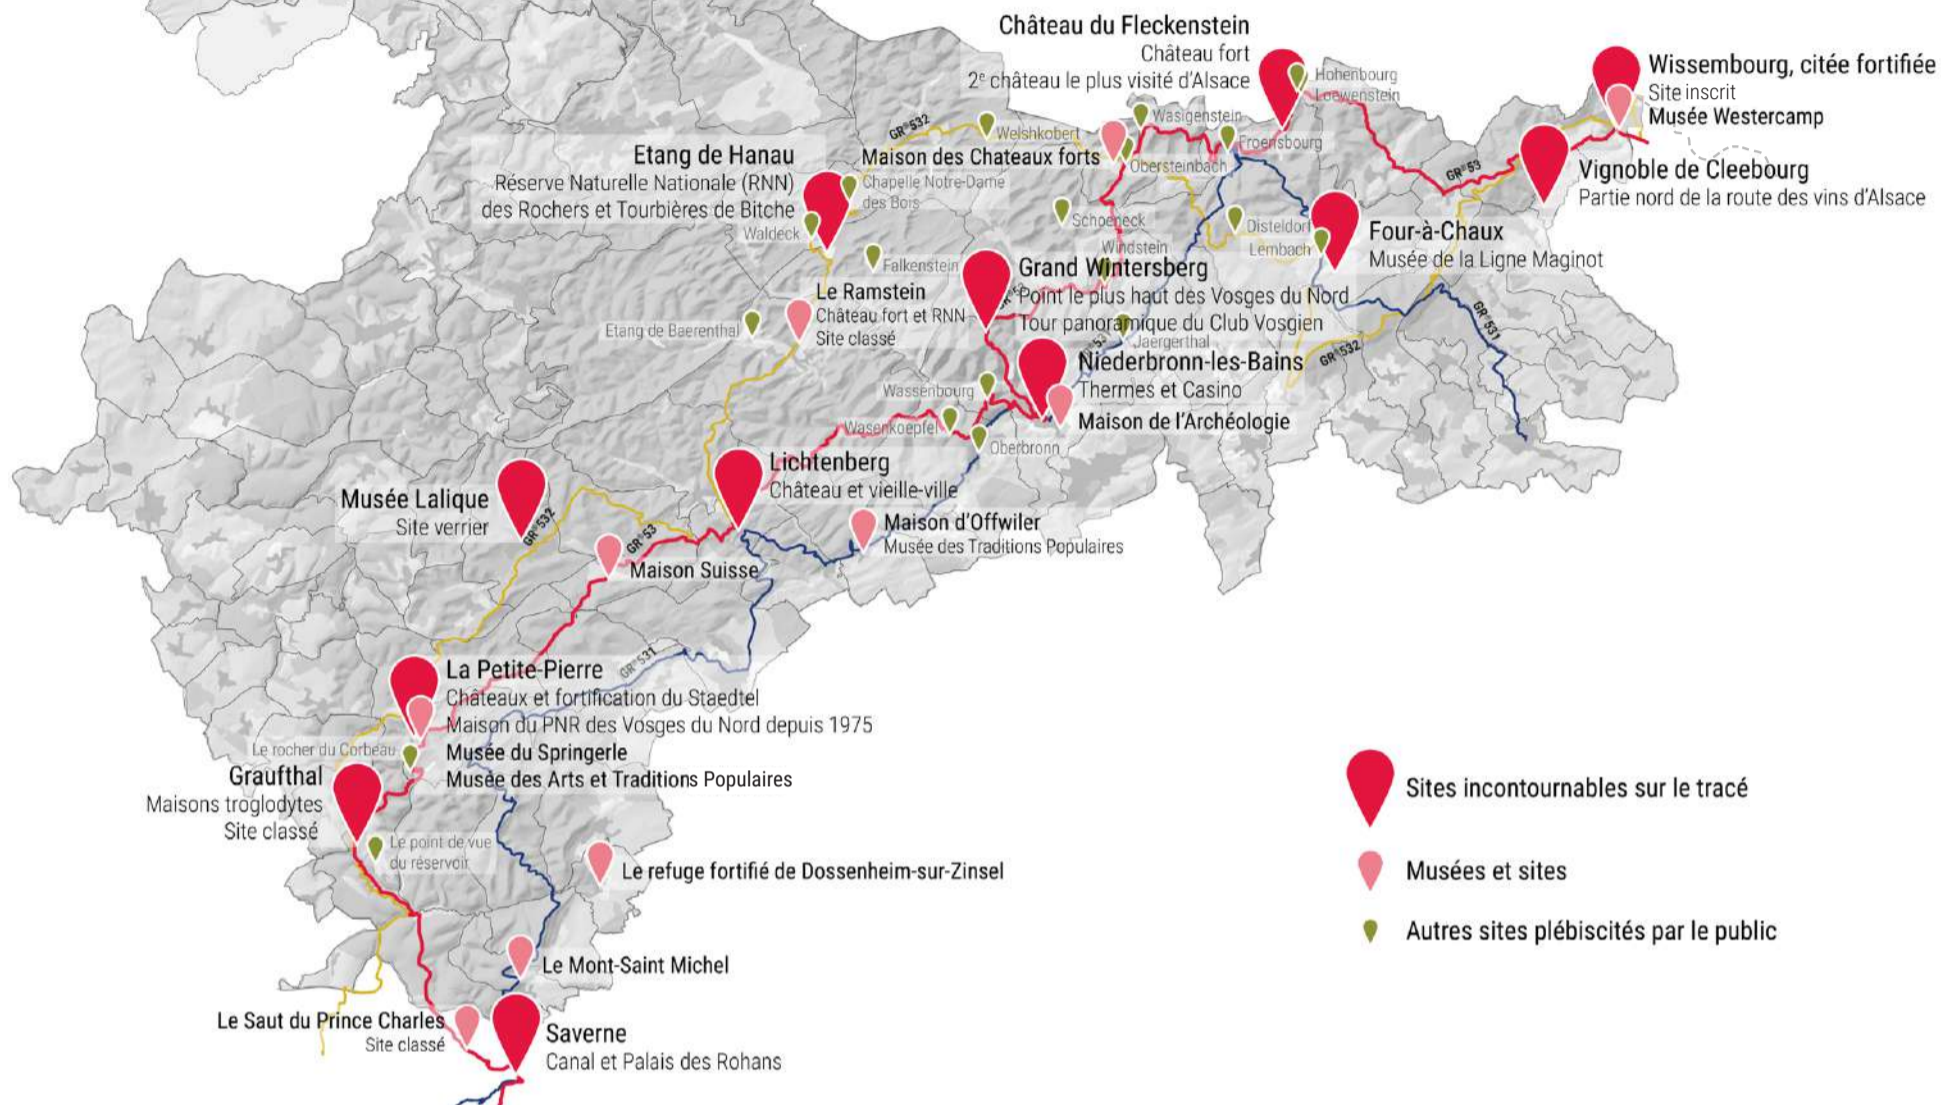 Château du Fleckenstein
Château fort
2e château le plus visité d'Alsace
Hohenbourg
Loewenstein
Wissembourg, citée fortifiée
Site inscrit
Musée Westercamp
GR®532
Welshkobert
Wasigenstein
Froensbourg
Maison des Chateaux forts
Obersteinbach
Etang de Hanau
Réserve Naturelle Nationale (RNN)
des Rochers et Tourbières de Bitche
Chapelle Notre-Dame
des Bois
Waldeck
GR®53
Vignoble de Cleebourg
Partie nord de la route des vins d'Alsace
Schoeneck
Disteldorf
Lembach
Four-à-Chaux
Musée de la Ligne Maginot
Windstein
Falkenstein
Grand Wintersberg
Point le plus haut des Vosges du Nord
Tour panoramique du Club Vosgien
Le Ramstein
Château fort et RNN
Site classé
Etang de Baerenthal
Jaegerthal
GR®531
GR®532
Niederbronn-les-Bains
Thermes et Casino
Maison de l'Archéologie
Wassenbourg
Wasenkoepfel
Oberbronn
Lichtenberg
Château et vieille-ville
Musée Lalique
Site verrier
GR®532
GR®53
Maison d'Offwiler
Musée des Traditions Populaires
Maison Suisse
GR®531
La Petite-Pierre
Châteaux et fortification du Staedtel
Maison du PNR des Vosges du Nord depuis 1975
Musée du Springerle
Musée des Arts et Traditions Populaires
Le rocher du Corbeau
Graufthal
Maisons troglodytes
Site classé
Le point de vue
du réservoir
Le refuge fortifié de Dossenheim-sur-Zinsel
Le Mont-Saint Michel
Le Saut du Prince Charles
Site classé
Saverne
Canal et Palais des Rohans
Sites incontournables sur le tracé
Musées et sites
Autres sites plébiscités par le public